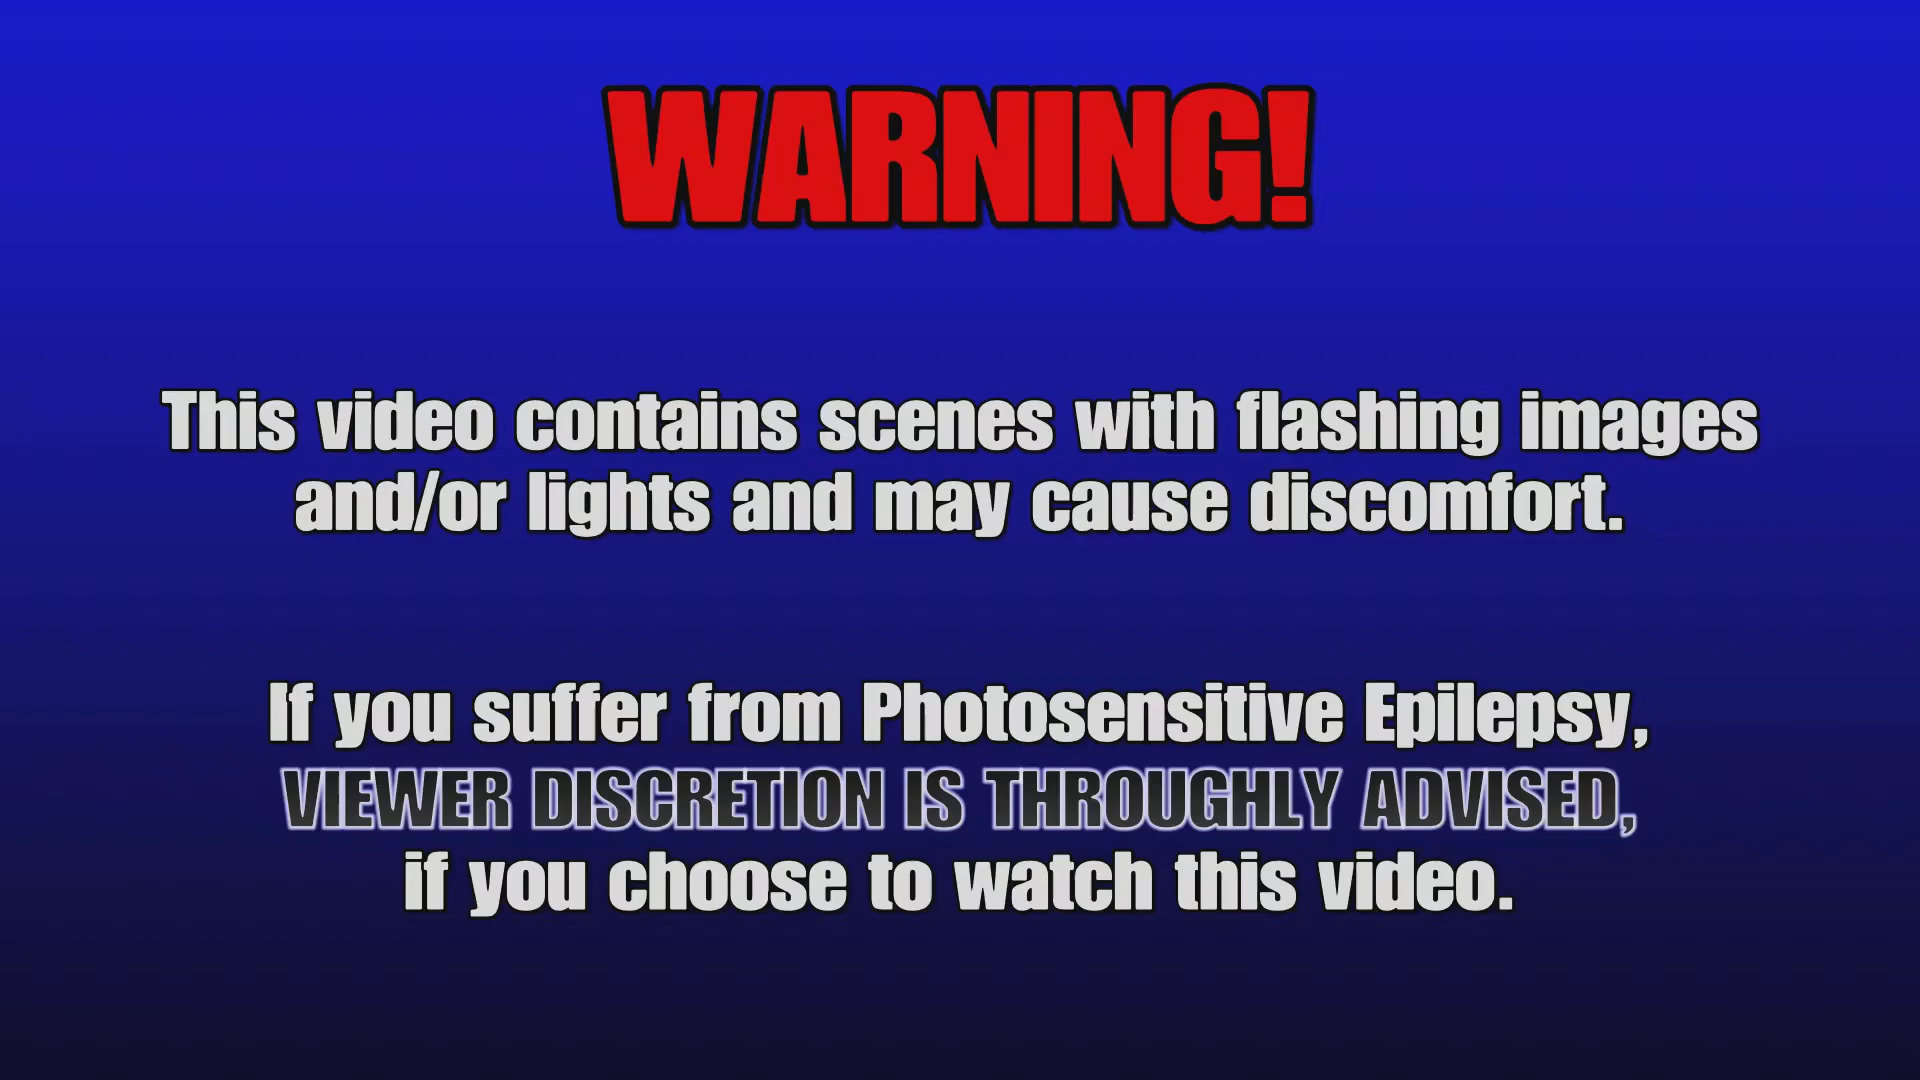 WARNING!
This video contains scenes with flashing images
and/or lights and may cause discomfort.
If you suffer from Photosensitive Epilepsy,
VIEWER DISCRETION IS THROUGHLY ADVISED,
if you choose to watch this video.